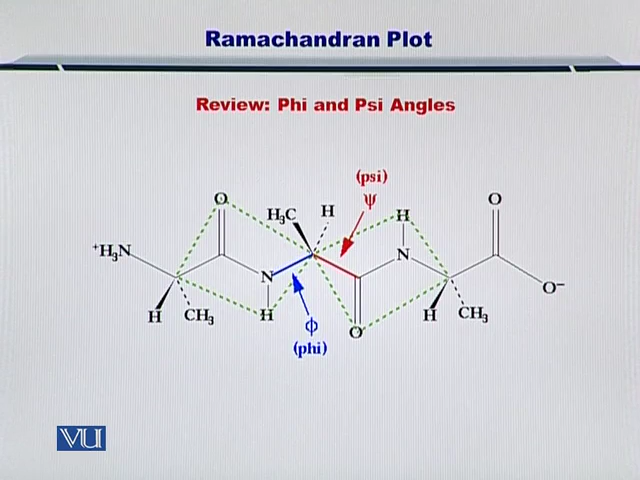 Ramachandran Plot
Review: Phi and Psi Angles
(psi)
ψ
O
H₃C
H
H
O
⁺H₃N
N
N
O⁻
H
CH₃
H
ϕ
O
H
CH₃
(phi)
VU